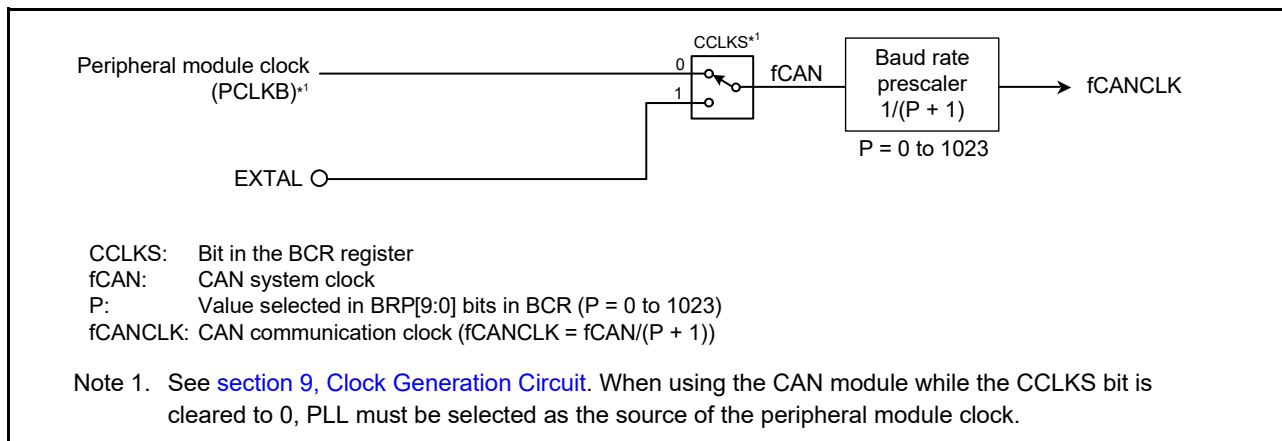 CCLKS*1
Peripheral module clock
(PCLKB)*1
0
1
fCAN
Baud rate
prescaler
1/(P + 1)
fCANCLK
P = 0 to 1023
EXTAL
CCLKS: Bit in the BCR register
fCAN: CAN system clock
P: Value selected in BRP[9:0] bits in BCR (P = 0 to 1023)
fCANCLK: CAN communication clock (fCANCLK = fCAN/(P + 1))
Note 1. See section 9, Clock Generation Circuit. When using the CAN module while the CCLKS bit is
cleared to 0, PLL must be selected as the source of the peripheral module clock.